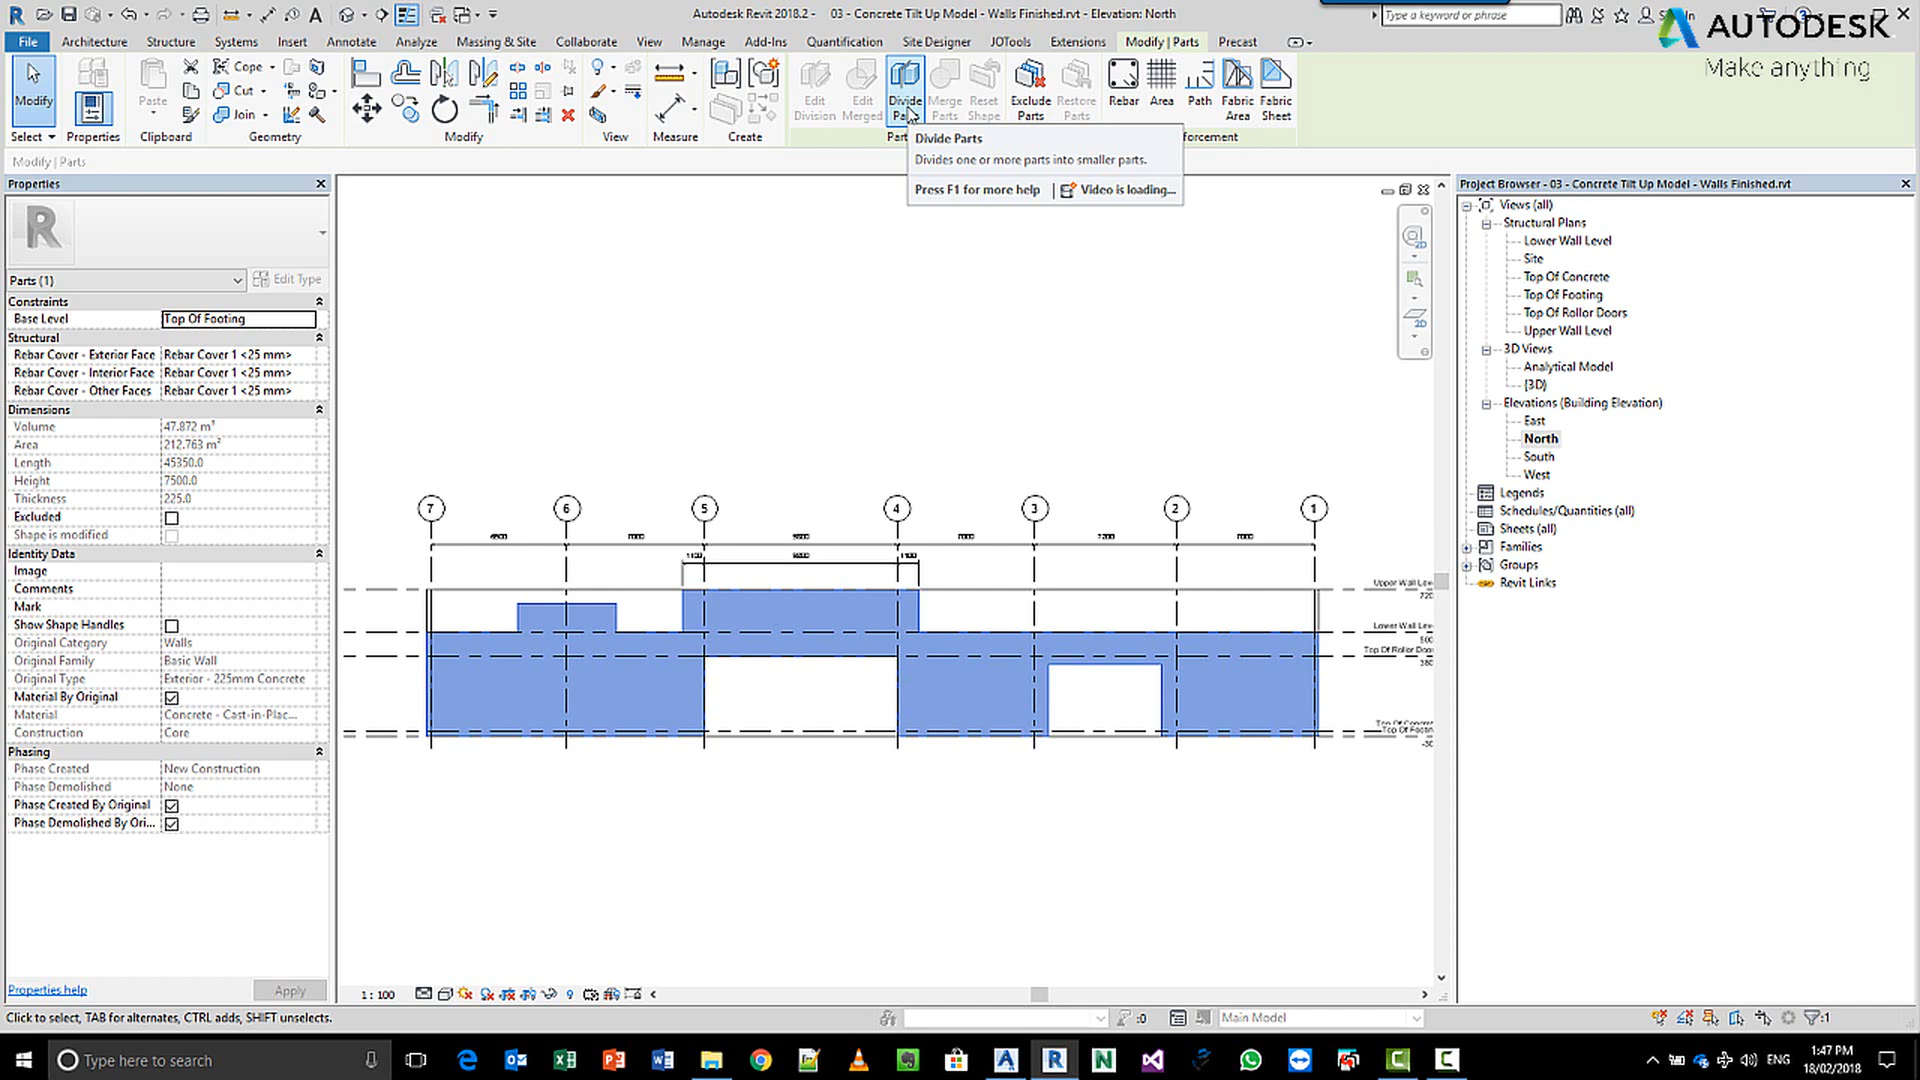 Autodesk Revit 2018.2 - 03 - Concrete Tilt Up Model - Walls Finished.rvt - Elevation: North
Type a keyword or phrase
AUTODESK
Make anything
File Architecture Structure Systems Insert Annotate Analyze Massing & Site Collaborate View Manage Add-Ins Quantification Site Designer JOTools Extensions Modify | Parts Precast
Modify
Select
Properties
Paste
Clipboard
Cope
Cut
Join
Geometry
Modify
View
Measure
Create
Edit Division
Edit Merged
Divide Parts
Merge Parts
Reset Shape
Exclude Parts
Restore Parts
Rebar
Area
Path
Fabric Area
Fabric Sheet
Modify | Parts
Divide Parts
Divides one or more parts into smaller parts.
Press F1 for more help | Video is loading...
Properties
Parts (1)
Edit Type
Constraints
Base Level Top Of Footing
Structural
Rebar Cover - Exterior Face Rebar Cover 1 <25 mm>
Rebar Cover - Interior Face Rebar Cover 1 <25 mm>
Rebar Cover - Other Faces Rebar Cover 1 <25 mm>
Dimensions
Volume 47.872 m³
Area 212.763 m²
Length 45350.0
Height 7500.0
Thickness 225.0
Excluded
Shape is modified
Identity Data
Image
Comments
Mark
Show Shape Handles
Original Category Walls
Original Family Basic Wall
Original Type Exterior - 225mm Concrete
Material By Original
Material Concrete - Cast-in-Plac...
Construction Core
Phasing
Phase Created New Construction
Phase Demolished None
Phase Created By Original
Phase Demolished By Ori...
Properties help
Apply
7 6 5 4 3 2 1
Upper Wall Lev
Lower Wall Lev
Top Of Rollor Doo
1 : 100
Project Browser - 03 - Concrete Tilt Up Model - Walls Finished.rvt
Views (all)
Structural Plans
Lower Wall Level
Site
Top Of Concrete
Top Of Footing
Top Of Rollor Doors
Upper Wall Level
3D Views
Analytical Model
{3D}
Elevations (Building Elevation)
East
North
South
West
Legends
Schedules/Quantities (all)
Sheets (all)
Families
Groups
Revit Links
Click to select, TAB for alternates, CTRL adds, SHIFT unselects.
:0
Main Model
:1
Type here to search
ENG
1:47 PM
18/02/2018